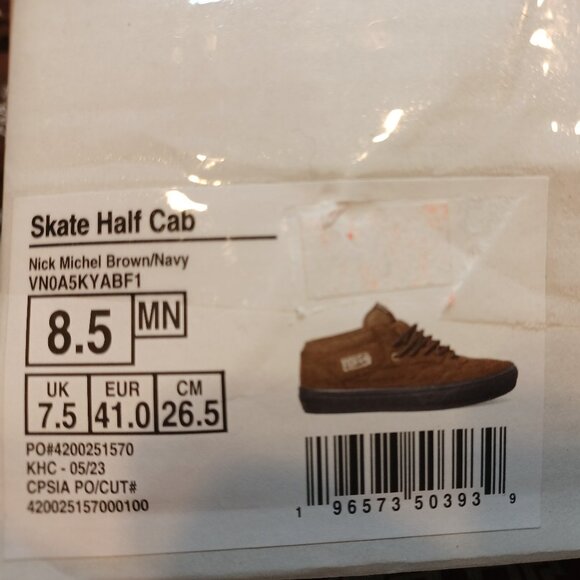 Skate Half Cab
Nick Michel Brown/Navy
VN0A5KYABF1
8.5 MN
UK EUR CM
7.5 41.0 26.5
PO#4200251570
KHC - 05/23
CPSIA PO/CUT#
420025157000100
1 96573 50393 9